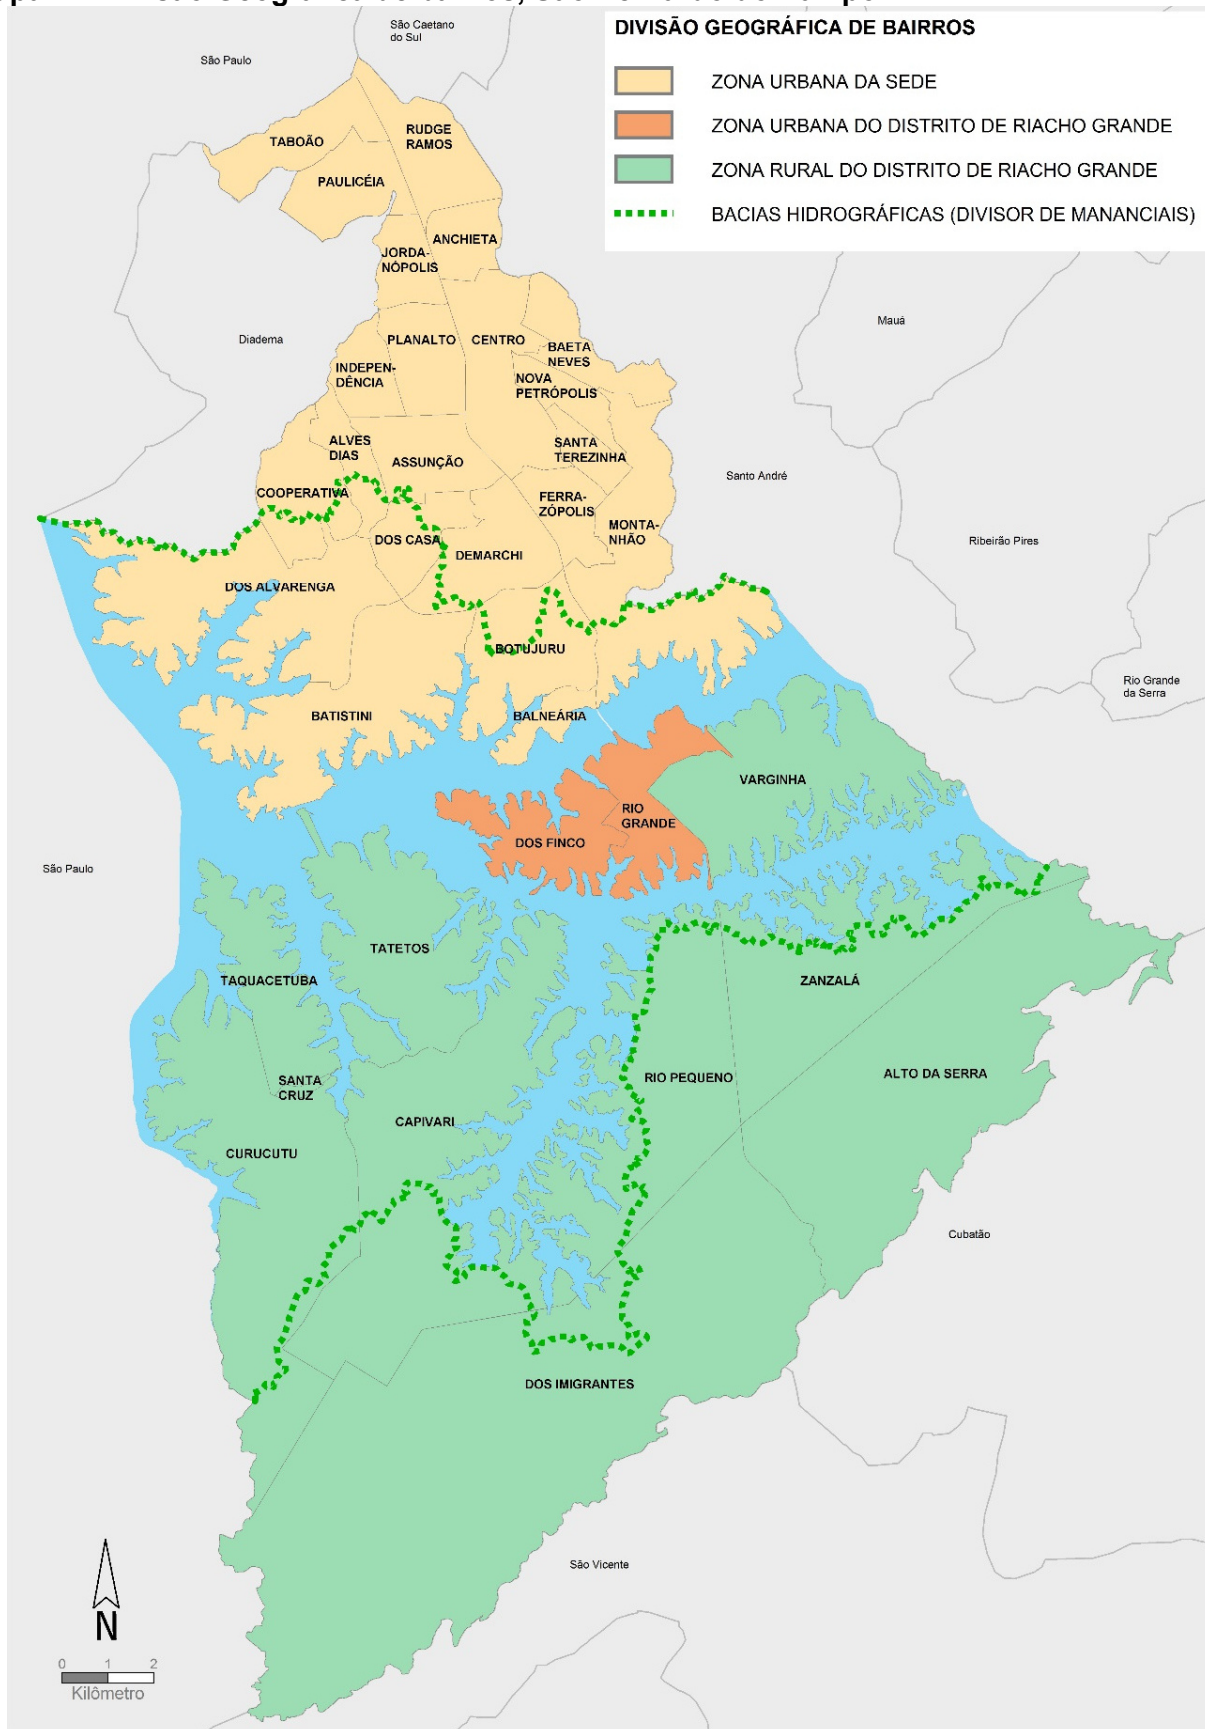 São Caetano
do Sul
São Paulo
DIVISÃO GEOGRÁFICA DE BAIRROS
ZONA URBANA DA SEDE
ZONA URBANA DO DISTRITO DE RIACHO GRANDE
ZONA RURAL DO DISTRITO DE RIACHO GRANDE
BACIAS HIDROGRÁFICAS (DIVISOR DE MANANCIAIS)
TABOÃO
RUDGE
RAMOS
PAULICÉIA
ANCHIETA
JORDA-
NÓPOLIS
Mauá
Diadema
PLANALTO
CENTRO
BAETA
NEVES
INDEPEN-
DÊNCIA
NOVA
PETRÓPOLIS
ALVES
DIAS
ASSUNÇÃO
SANTA
TEREZINHA
Santo André
COOPERATIVA
FERRA-
ZÓPOLIS
MONTA-
NHÃO
DOS CASA
DEMARCHI
Ribeirão Pires
DOS ALVARENGA
BOTUJURU
Rio Grande
da Serra
BATISTINI
BALNEÁRIA
VARGINHA
RIO
GRANDE
DOS FINCO
São Paulo
TATETOS
TAQUACETUBA
ZANZALÁ
SANTA
CRUZ
RIO PEQUENO
ALTO DA SERRA
CAPIVARI
CURUCUTU
Cubatão
DOS IMIGRANTES
São Vicente
N
0 1 2
Kilômetro